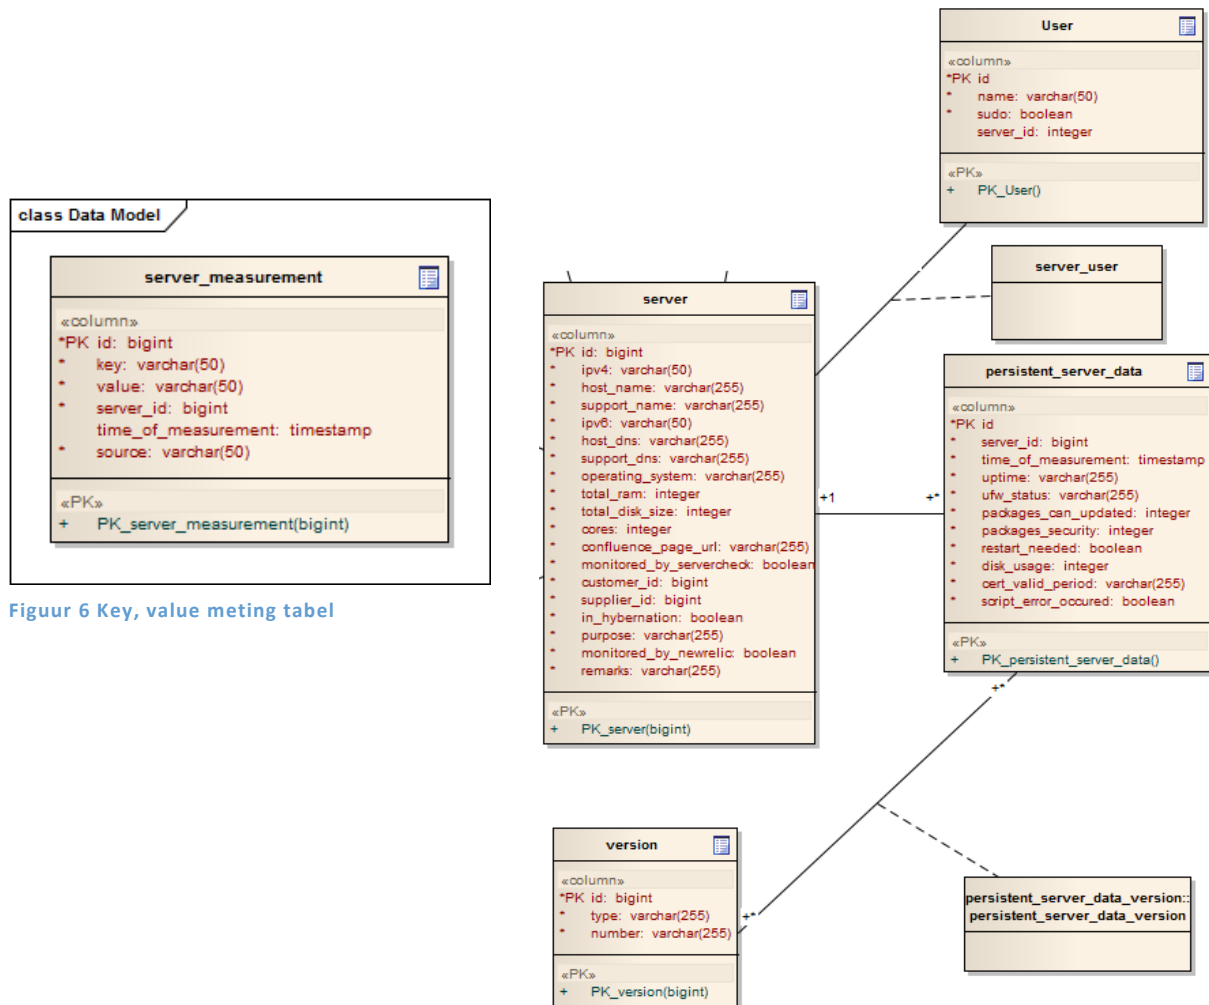 class Data Model
server_measurement
«column»
*PK id: bigint
* key: varchar(50)
* value: varchar(50)
* server_id: bigint
time_of_measurement: timestamp
* source: varchar(50)
«PK»
+ PK_server_measurement(bigint)
Figuur 6 Key, value meting tabel
User
«column»
*PK id
* name: varchar(50)
* sudo: boolean
server_id: integer
«PK»
+ PK_User()
server_user
server
«column»
*PK id: bigint
* ipv4: varchar(50)
* host_name: varchar(255)
* support_name: varchar(255)
* ipv6: varchar(50)
* host_dns: varchar(255)
* support_dns: varchar(255)
* operating_system: varchar(255)
* total_ram: integer
* total_disk_size: integer
* cores: integer
* confluence_page_url: varchar(255)
* monitored_by_servercheck: boolean
* customer_id: bigint
* supplier_id: bigint
* in_hybernation: boolean
* purpose: varchar(255)
* monitored_by_newrelic: boolean
* remarks: varchar(255)
«PK»
+ PK_server(bigint)
+1
+*
persistent_server_data
«column»
*PK id
* server_id: bigint
* time_of_measurement: timestamp
* uptime: varchar(255)
* ufw_status: varchar(255)
* packages_can_updated: integer
* packages_security: integer
* restart_needed: boolean
* disk_usage: integer
* cert_valid_period: varchar(255)
* script_error_occured: boolean
«PK»
+ PK_persistent_server_data()
+*
version
«column»
*PK id: bigint
* type: varchar(255)
* number: varchar(255)
«PK»
+ PK_version(bigint)
+*
persistent_server_data_version::
persistent_server_data_version